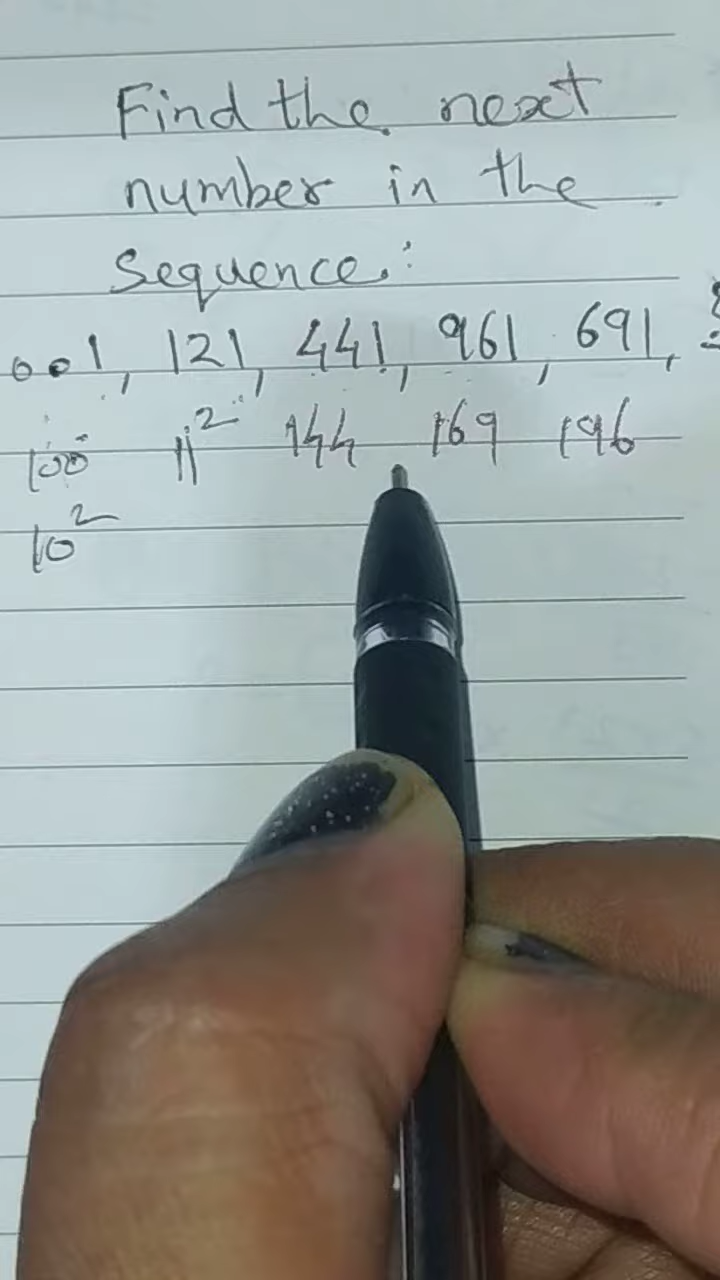 Find the next
number in the
Sequence:
001, 121, 441, 961, 691,
100 11² 144 169 196
10²